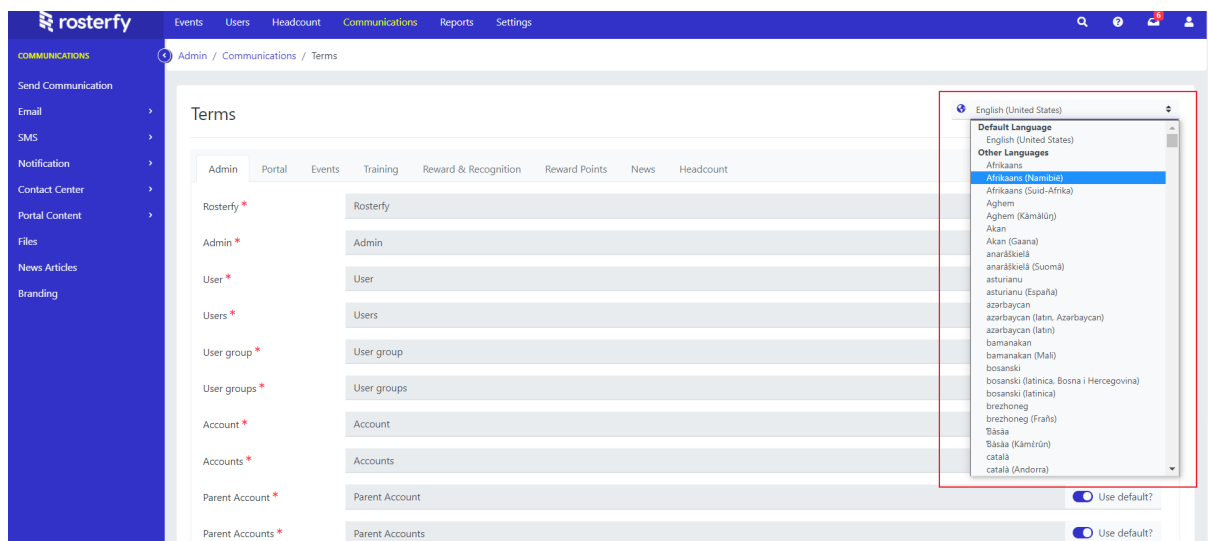 rosterfy
Events Users Headcount Communications Reports Settings
6
COMMUNICATIONS
Admin / Communications / Terms
Send Communication
Email
SMS
Notification
Contact Center
Portal Content
Files
News Articles
Branding
Terms
English (United States)
Default Language
English (United States)
Other Languages
Afrikaans
Afrikaans (Namibië)
Afrikaans (Suid-Afrika)
Aghem
Aghem (Kàmàlûŋ)
Akan
Akan (Gaana)
anarâškielâ
anarâškielâ (Suomâ)
asturianu
asturianu (España)
azərbaycan
azərbaycan (latın, Azərbaycan)
azərbaycan (latın)
bamanakan
bamanakan (Mali)
bosanski
bosanski (latinica, Bosna i Hercegovina)
bosanski (latinica)
brezhoneg
brezhoneg (Frañs)
Ɓàsàa
Ɓàsàa (Kàmɛ̀rûn)
català
català (Andorra)
Admin Portal Events Training Reward & Recognition Reward Points News Headcount
Rosterfy * Rosterfy
Admin * Admin
User * User
Users * Users
User group * User group
User groups * User groups
Account * Account
Accounts * Accounts
Parent Account * Parent Account Use default?
Parent Accounts * Parent Accounts Use default?